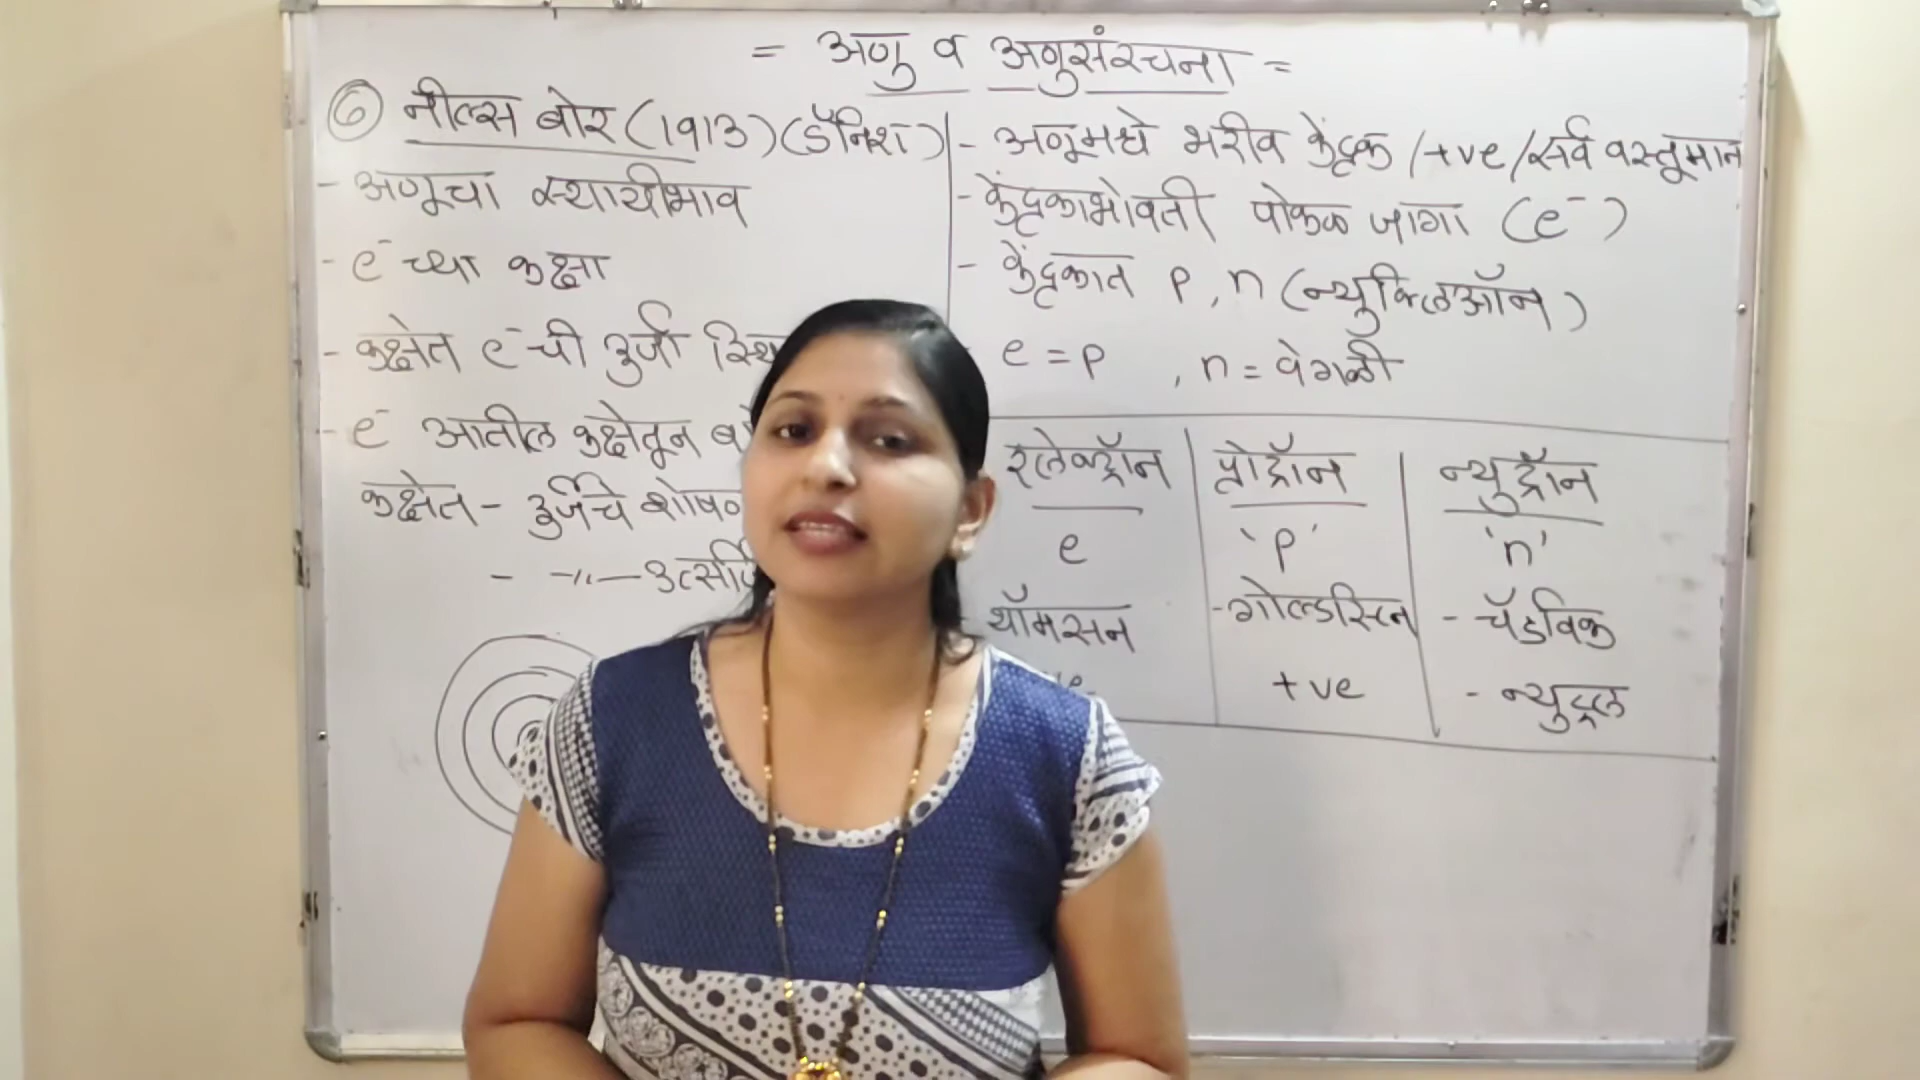 = अणु व अणुसंरचना =
⑥ नील्स बोर (1913) (डॅनिश)
- अणूचा स्थायीभाव
- e⁻ च्या कक्षा
- कक्षेत e⁻ ची ऊर्जा
- e⁻ आतील कक्षेतून
कक्षेत - ऊर्जेचे
- -"-
- अणूमध्ये भरीव केंद्रक /+ve/सर्व वस्तूमान
- केंद्रकाभोवती पोकळ जागा (e⁻)
- केंद्रकात p, n (न्युक्लिऑन)
e = p , n = वेगळी
इलेक्ट्रॉन प्रोट्रॉन न्युट्रॉन
e 'p' 'n'
थॉमसन - गोल्डस्टिन - चॅडविक
+ve - न्युट्रल